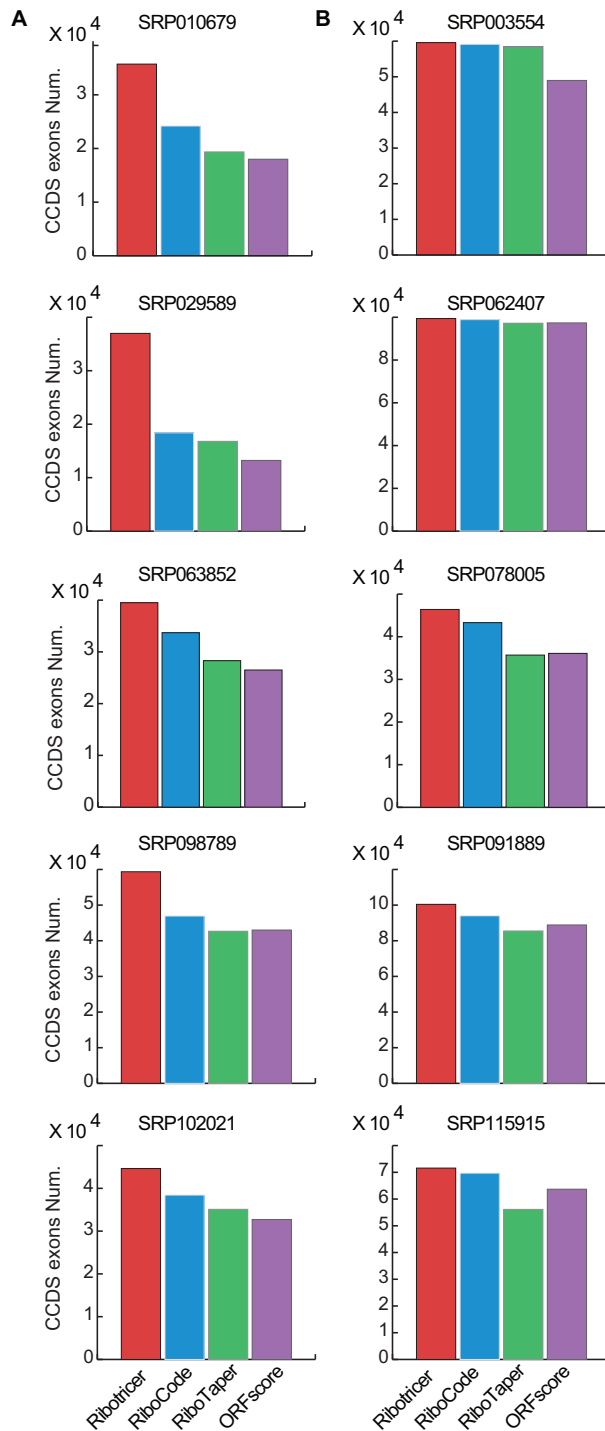 A
X 10 4
SRP010679
CCDS exons Num.
3
2
1
0
X 10 4
SRP029589
CCDS exons Num.
3
2
1
0
X 10 4
SRP063852
CCDS exons Num.
3
2
1
0
X 10 4
SRP098789
CCDS exons Num.
5
4
3
2
1
0
X 10 4
SRP102021
CCDS exons Num.
4
3
2
1
0
Ribotricer
RiboCode
RiboTaper
ORFscore
B
X 10 4
SRP003554
5
4
3
2
1
0
X 10 4
SRP062407
8
6
4
2
0
X 10 4
SRP078005
4
3
2
1
0
X 10 4
SRP091889
10
8
6
4
2
0
X 10 4
SRP115915
7
6
5
4
3
2
1
0
Ribotricer
RiboCode
RiboTaper
ORFscore